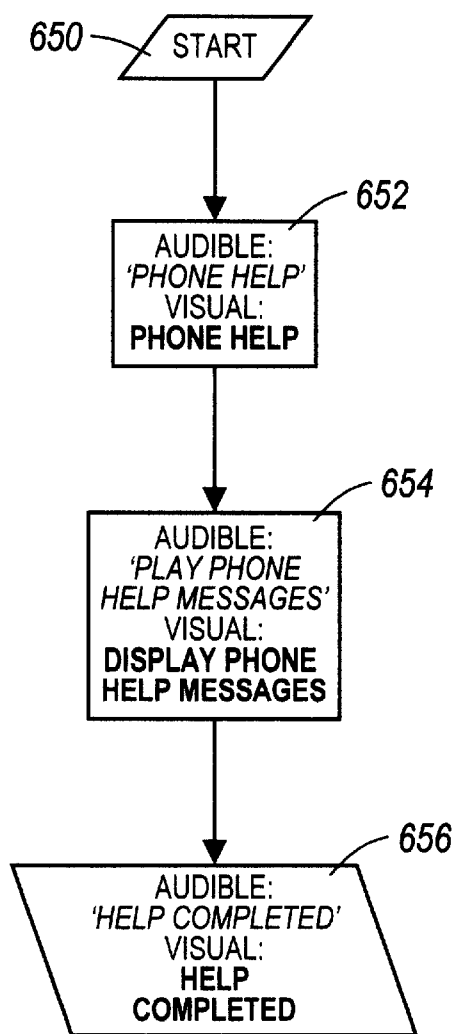 650
START
652
AUDIBLE:
'PHONE HELP'
VISUAL:
PHONE HELP
654
AUDIBLE:
'PLAY PHONE
HELP MESSAGES'
VISUAL:
DISPLAY PHONE
HELP MESSAGES
656
AUDIBLE:
'HELP COMPLETED'
VISUAL:
HELP
COMPLETED